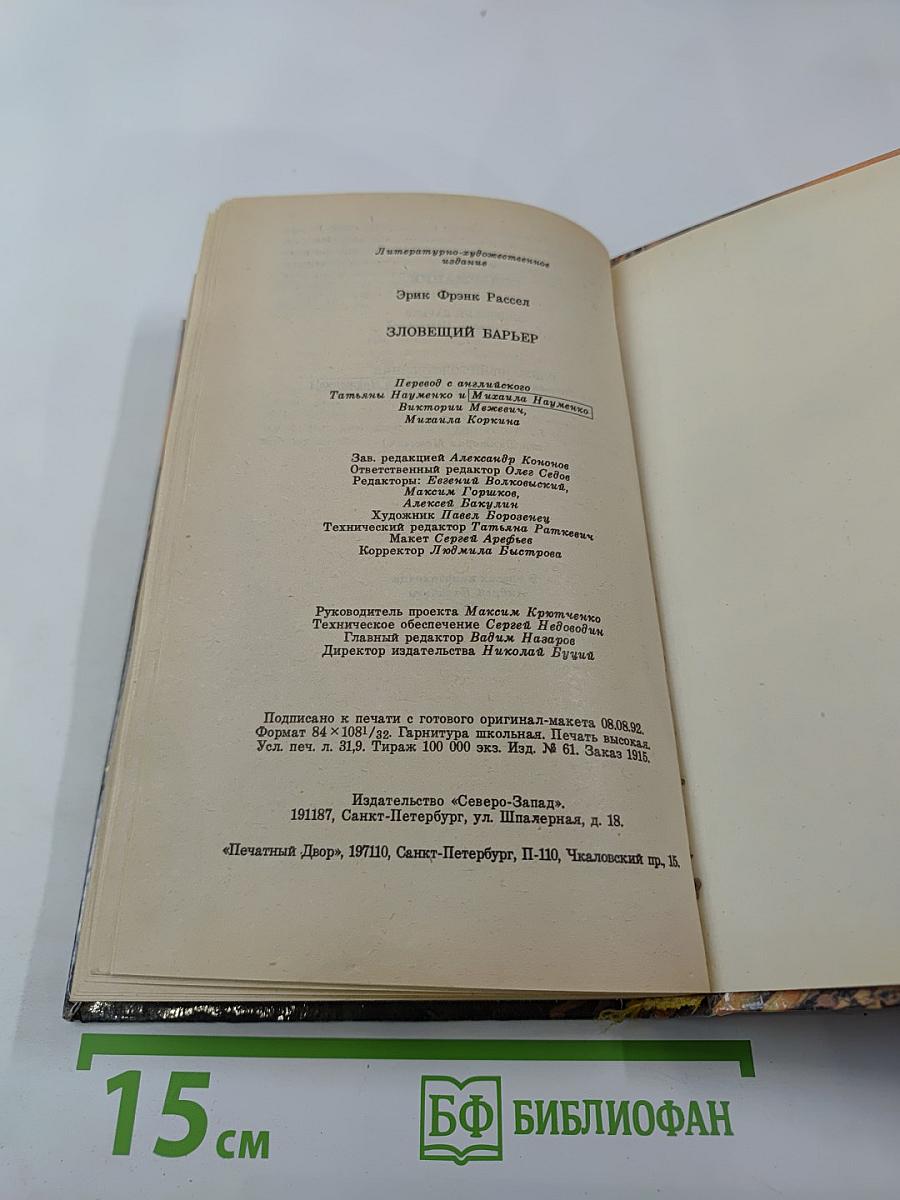 Литературно-художественное
издание
Эрик Фрэнк Рассел
ЗЛОВЕЩИЙ БАРЬЕР
Перевод с английского
Татьяны Науменко и Михаила Науменко
Виктории Межевич,
Михаила Коркина
Зав. редакцией Александр Кононов
Ответственный редактор Олег Седов
Редакторы: Евгений Волковыский,
Максим Горшков,
Алексей Бакулин
Художник Павел Борозенец
Технический редактор Татьяна Раткевич
Макет Сергей Арефьев
Корректор Людмила Быстрова
Руководитель проекта Максим Крютченко
Техническое обеспечение Сергей Недоводин
Главный редактор Вадим Назаров
Директор издательства Николай Буций
Подписано к печати с готового оригинал-макета 08.08.92.
Формат 84×108¹/₃₂. Гарнитура школьная. Печать высокая.
Усл. печ. л. 31,9. Тираж 100 000 экз. Изд. № 61. Заказ 1915.
Издательство «Северо-Запад».
191187, Санкт-Петербург, ул. Шпалерная, д. 18.
«Печатный Двор», 197110, Санкт-Петербург, П-110, Чкаловский пр., 15.
15 см
БФ БИБЛИОФАН